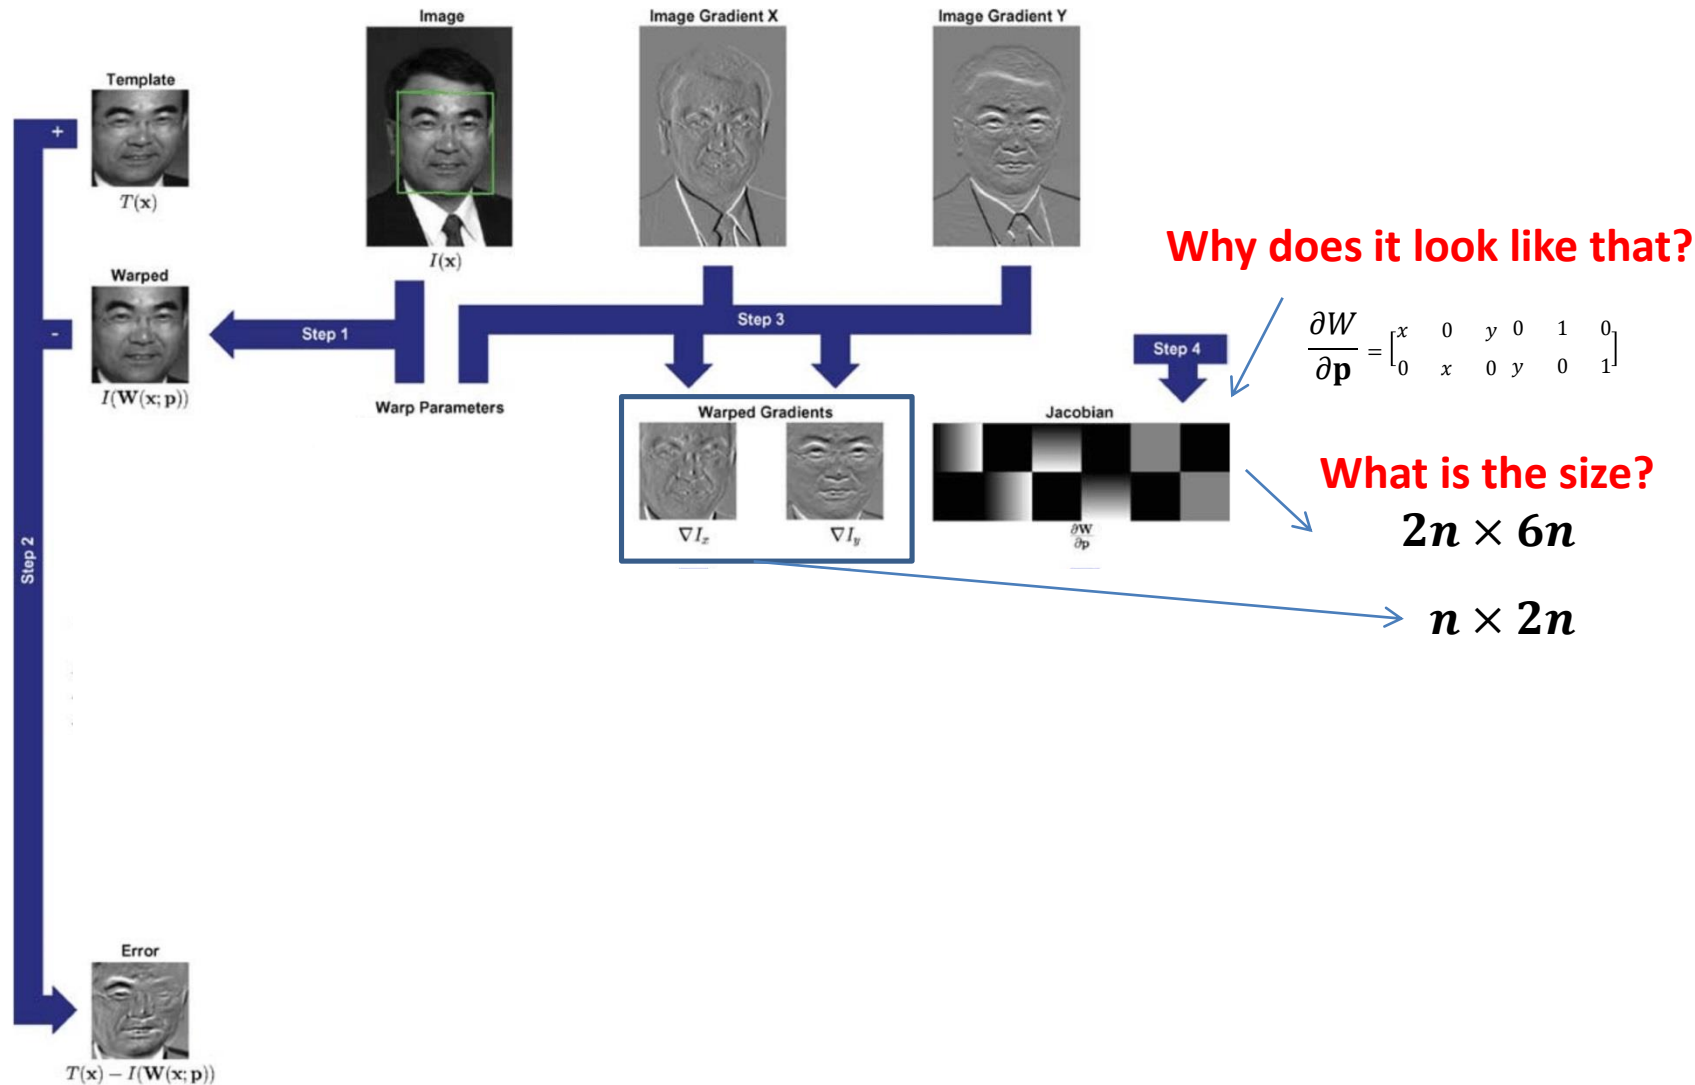 Image
Image Gradient X
Image Gradient Y
Template
+
T(x)
I(x)
Why does it look like that?
Warped
-
Step 1
Step 3
Step 4
∂W/∂p = [x 0 y 0 1 0
0 x 0 y 0 1]
I(W(x; p))
Warp Parameters
Warped Gradients
Jacobian
What is the size?
2n × 6n
∇I_x
∇I_y
∂W/∂p
Step 2
n × 2n
Error
T(x) − I(W(x; p))